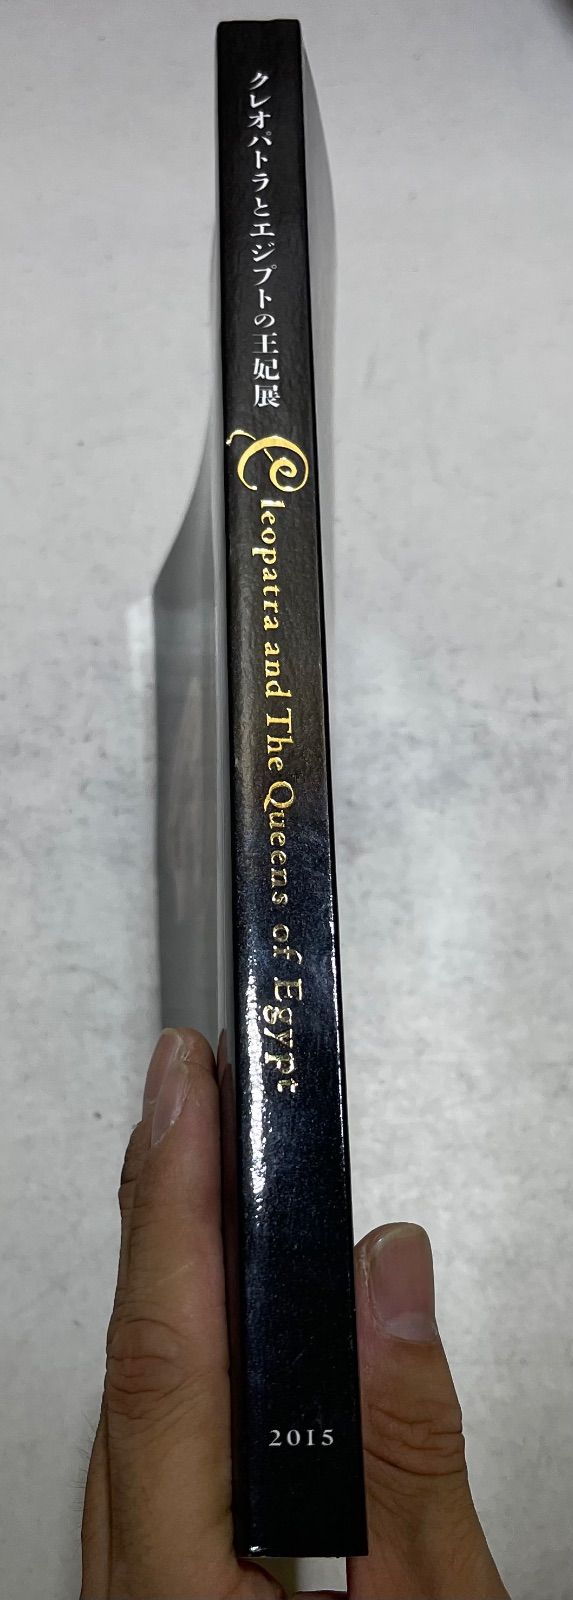 クレオパトラとエジプトの王妃展
Cleopatra and The Queens of Egypt
2015